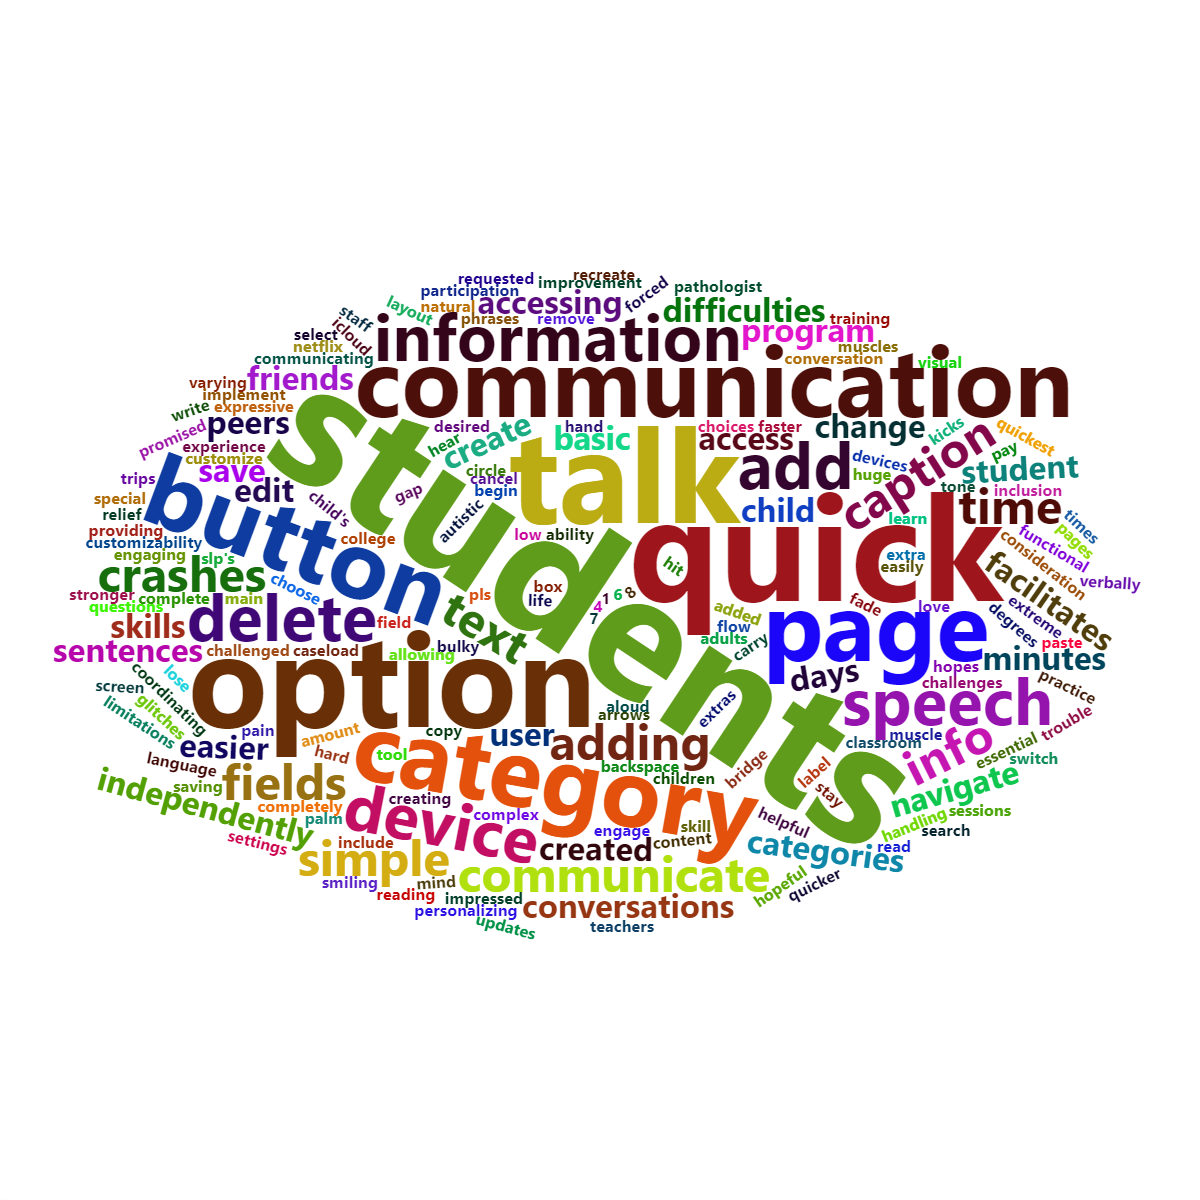 recreate
requested
improvement
pathologist
participation
forced
accessing
natural
layout
difficulties
phrases
remove
training
staff
icloud
select
information
program
netflix
muscles
communicating
conversation
visual
friends
communication
varying
implement
expressive
write
peers
students
desired
hand
choices
faster
change
kicks
quickest
promised
experience
hear
create
basic
access
caption
pay
customize
save
circle
talk
add
devices
student
trips
button
cancel
huge
tone
inclusion
special
edit
gap
begin
child
time
times
relief
child's
autistic
quick
learn
functional
pages
providing
college
low
ability
consideration
customizability
engaging
slp's
hit
extra
easily
facilitates
verbally
crashes
choose
box
life
pls
4
1
6
8
7
stronger
complete
main
questions
added
fade
love
degrees
extreme
skills
delete
field
text
flow
page
adults
carry
paste
sentences
challenged
caseload
allowing
bulky
days
hopes
minutes
lose
option
challenges
practice
screen
coordinating
glitches
limitations
aloud
arrows
extras
speech
trouble
pain
amount
copy
user
adding
muscle
classroom
info
essential
switch
easier
hard
tool
category
backspace
children
bridge
label
stay
language
saving
fields
navigate
independently
completely
palm
creating
device
complex
engage
skill
content
helpful
handling
sessions
search
settings
include
simple
created
categories
read
smiling
mind
communicate
hopeful
quicker
reading
impressed
personalizing
conversations
updates
teachers